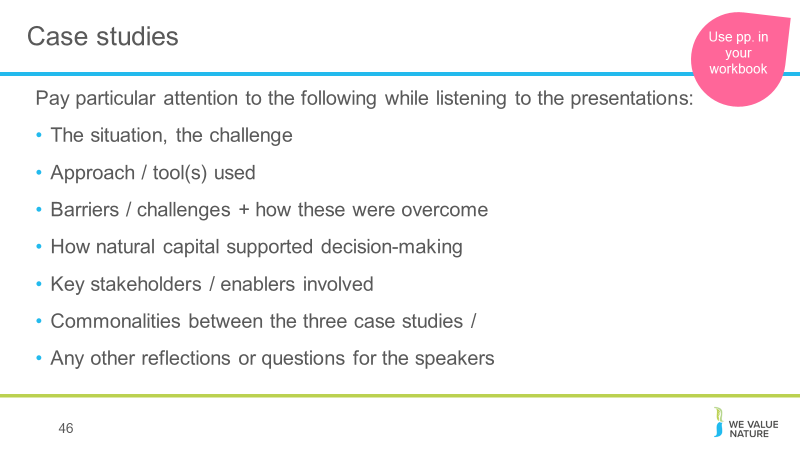 Case studies
Use pp. in
your
workbook
Pay particular attention to the following while listening to the presentations:
• The situation, the challenge
• Approach / tool(s) used
• Barriers / challenges + how these were overcome
• How natural capital supported decision-making
• Key stakeholders / enablers involved
• Commonalities between the three case studies /
• Any other reflections or questions for the speakers
46
WE VALUE
NATURE